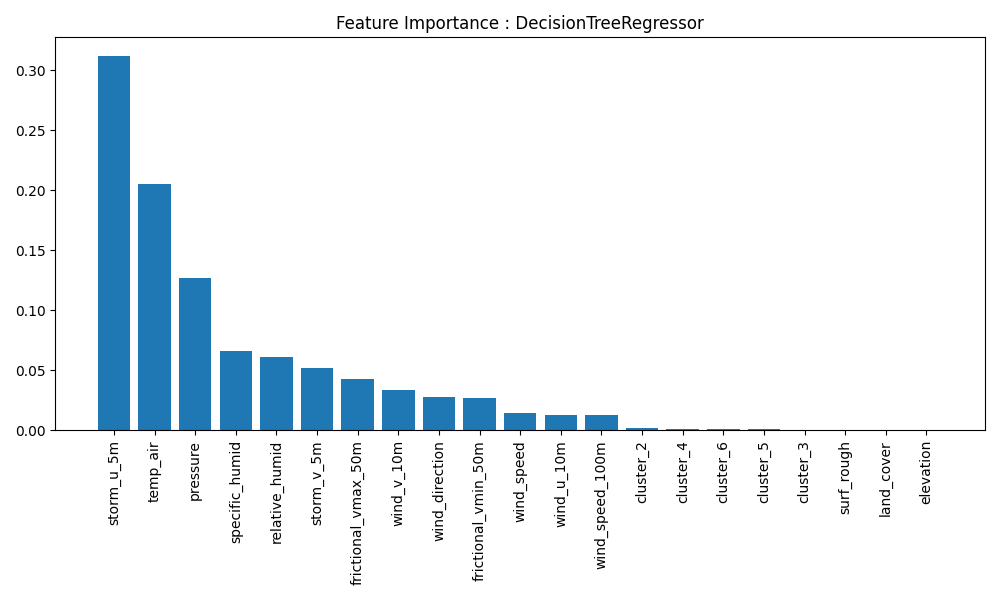 Feature Importance : DecisionTreeRegressor
0.30
0.25
0.20
0.15
0.10
0.05
0.00
storm_u_5m
temp_air
pressure
specific_humid
relative_humid
storm_v_5m
frictional_vmax_50m
wind_v_10m
wind_direction
frictional_vmin_50m
wind_speed
wind_u_10m
wind_speed_100m
cluster_2
cluster_4
cluster_6
cluster_5
cluster_3
surf_rough
land_cover
elevation